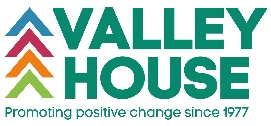 VALLEY
HOUSE
Promoting positive change since 1977